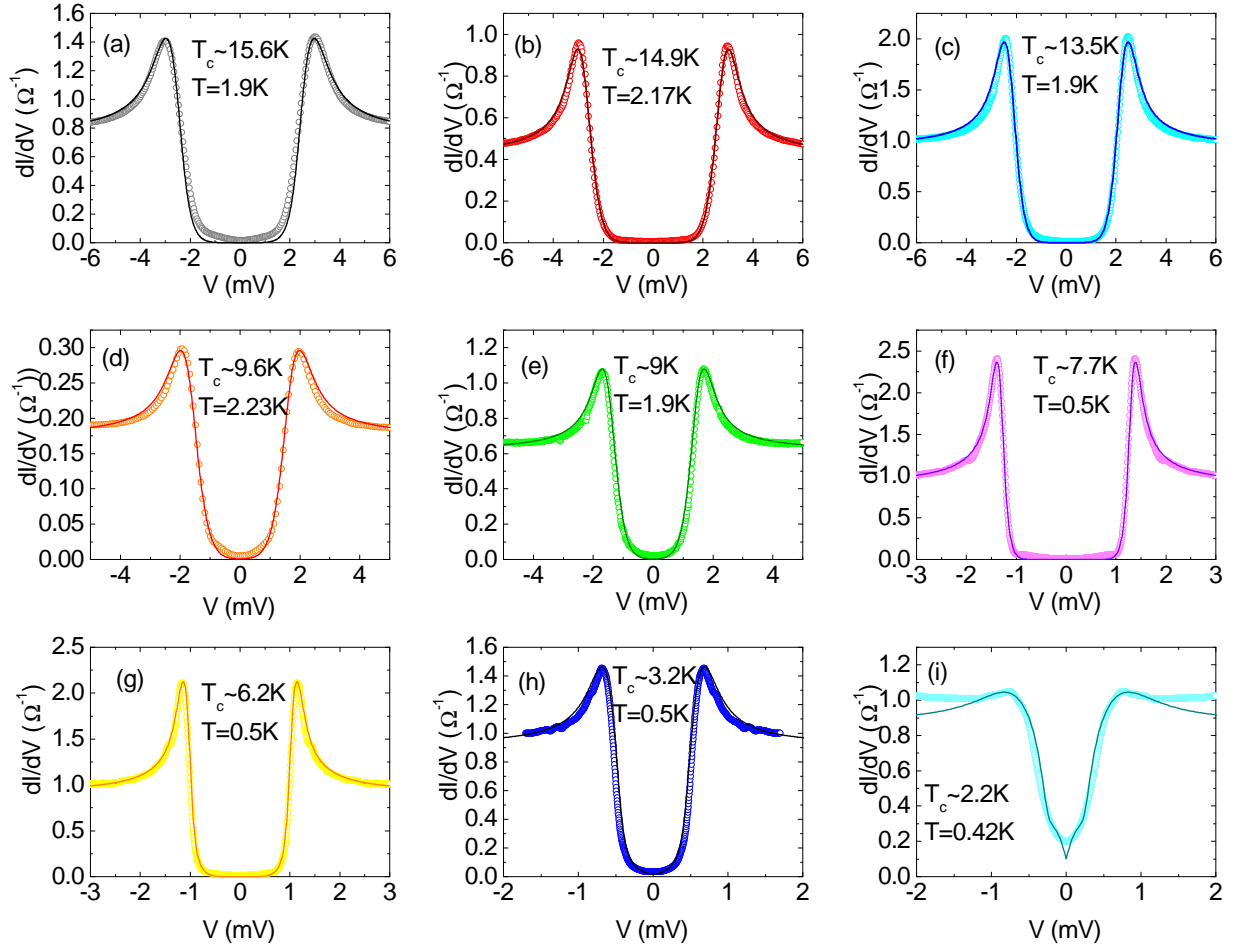 1.6
1.4
1.2
1.0
0.8
0.6
0.4
0.2
0.0
dI/dV (Ω⁻¹)
(a)
T_c~15.6K
T=1.9K
-6 -4 -2 0 2 4 6
V (mV)
1.0
0.8
0.6
0.4
0.2
0.0
dI/dV (Ω⁻¹)
(b)
T_c~14.9K
T=2.17K
-6 -4 -2 0 2 4 6
V (mV)
2.0
1.5
1.0
0.5
0.0
dI/dV (Ω⁻¹)
(c)
T_c~13.5K
T=1.9K
-6 -4 -2 0 2 4 6
V (mV)
0.30
0.25
0.20
0.15
0.10
0.05
0.00
dI/dV (Ω⁻¹))
(d)
T_c~9.6K
T=2.23K
-4 -2 0 2 4
V (mV)
1.2
1.0
0.8
0.6
0.4
0.2
0.0
dI/dV (Ω⁻¹)
(e)
T_c~9K
T=1.9K
-4 -2 0 2 4
V (mV)
2.5
2.0
1.5
1.0
0.5
0.0
dI/dV (Ω⁻¹)
(f)
T_c~7.7K
T=0.5K
-3 -2 -1 0 1 2 3
V (mV)
2.5
2.0
1.5
1.0
0.5
0.0
dI/dV (Ω⁻¹)
(g)
T_c~6.2K
T=0.5K
-3 -2 -1 0 1 2 3
V (mV)
1.6
1.4
1.2
1.0
0.8
0.6
0.4
0.2
0.0
dI/dV (Ω⁻¹)
(h)
T_c~3.2K
T=0.5K
-2 -1 0 1 2
V (mV)
1.4
1.2
1.0
0.8
0.6
0.4
0.2
0.0
dI/dV (Ω⁻¹)
(i)
T_c~2.2K
T=0.42K
-2 -1 0 1 2
V (mV)